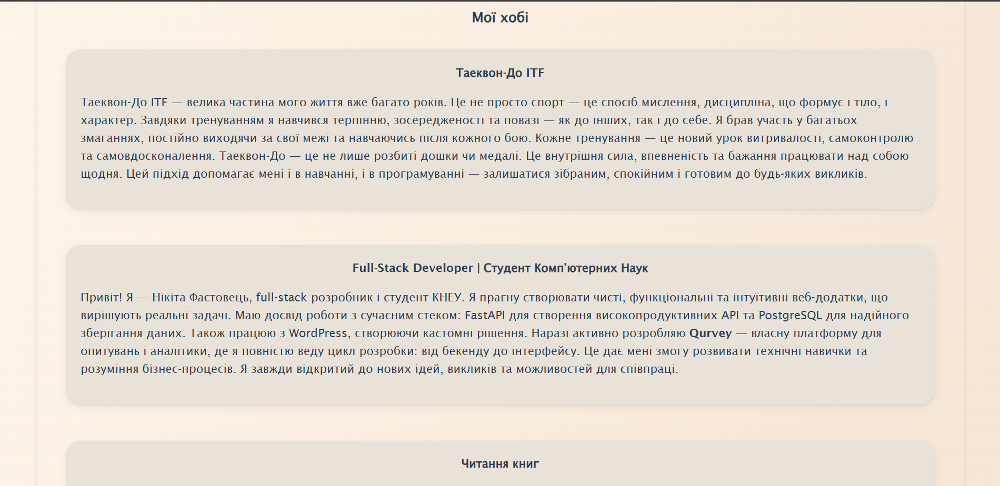 Мої хобі
Таеквон-До ITF
Таеквон-До ITF — велика частина мого життя вже багато років. Це не просто спорт — це спосіб мислення, дисципліна, що формує і тіло, і
характер. Завдяки тренуванням я навчився терпінню, зосередженості та повазі — як до інших, так і до себе. Я брав участь у багатьох
змаганнях, постійно виходячи за свої межі та навчаючись після кожного бою. Кожне тренування — це новий урок витривалості, самоконтролю
та самовдосконалення. Таеквон-До — це не лише розбиті дошки чи медалі. Це внутрішня сила, впевненість та бажання працювати над собою
щодня. Цей підхід допомагає мені і в навчанні, і в програмуванні — залишатися зібраним, спокійним і готовим до будь-яких викликів.
Full-Stack Developer | Студент Комп’ютерних Наук
Привіт! Я — Нікіта Фастовець, full-stack розробник і студент КНЕУ. Я прагну створювати чисті, функціональні та інтуїтивні веб-додатки, що
вирішують реальні задачі. Маю досвід роботи з сучасним стеком: FastAPI для створення високопродуктивних API та PostgreSQL для надійного
зберігання даних. Також працюю з WordPress, створюючи кастомні рішення. Наразі активно розробляю Qurvey — власну платформу для
опитувань і аналітики, де я повністю веду цикл розробки: від бекенду до інтерфейсу. Це дає мені змогу розвивати технічні навички та
розуміння бізнес-процесів. Я завжди відкритий до нових ідей, викликів та можливостей для співпраці.
Читання книг